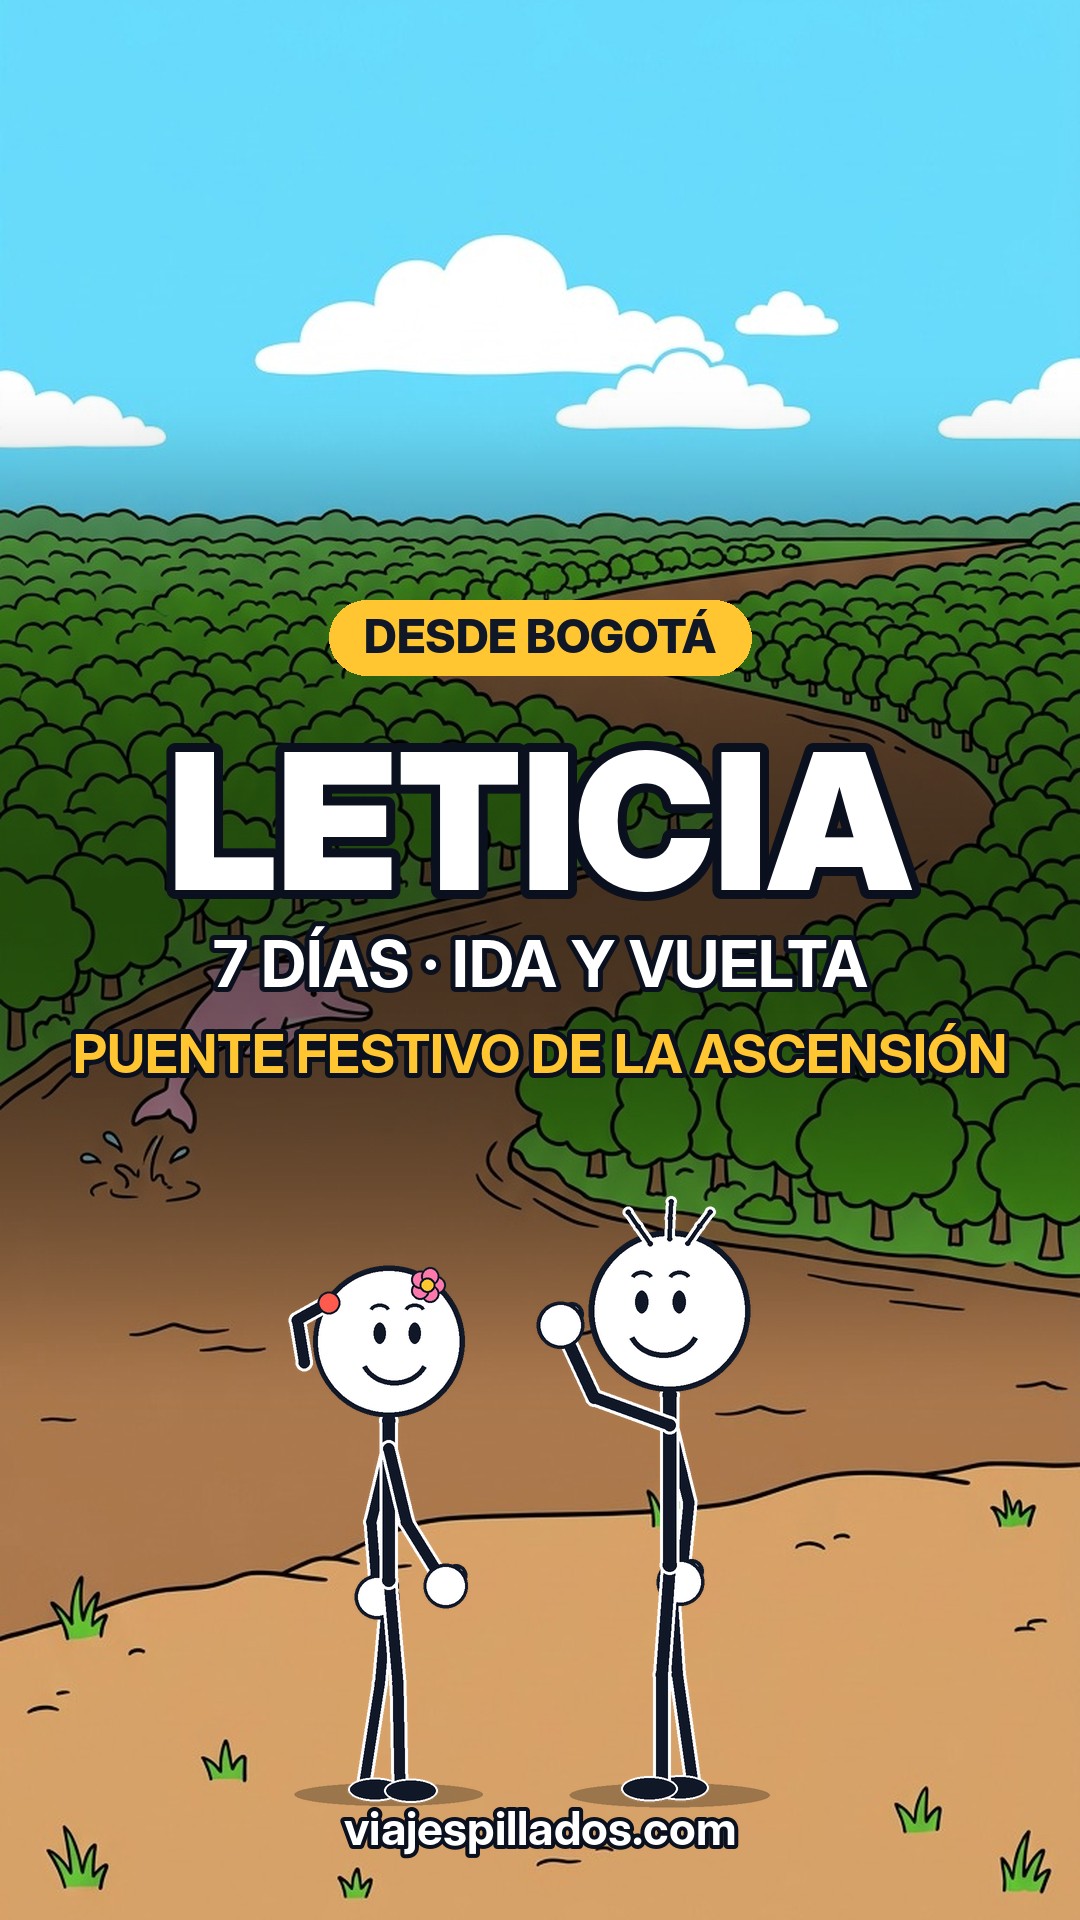 DESDE BOGOTÁ
LETICIA
7 DÍAS · IDA Y VUELTA
PUENTE FESTIVO DE LA ASCENSIÓN
viajespillados.com